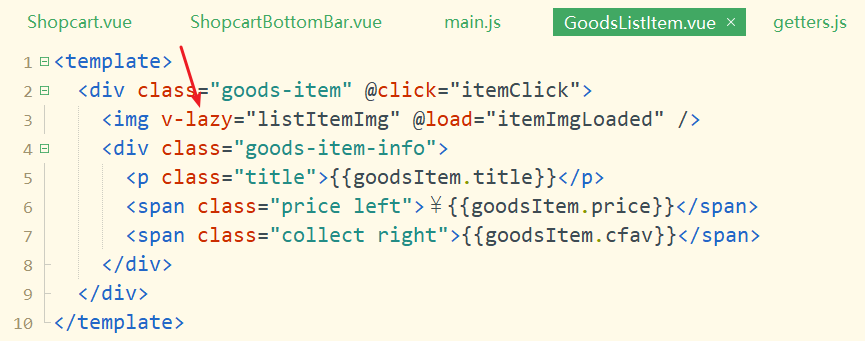 Shopcart.vue ShopcartBottomBar.vue main.js GoodsListItem.vue × getters.js
1 <template>
2 <div class="goods-item" @click="itemClick">
3 <img v-lazy="listItemImg" @load="itemImgLoaded" />
4 <div class="goods-item-info">
5 <p class="title">{{goodsItem.title}}</p>
6 <span class="price left">¥{{goodsItem.price}}</span>
7 <span class="collect right">{{goodsItem.cfav}}</span>
8 </div>
9 </div>
10 </template>